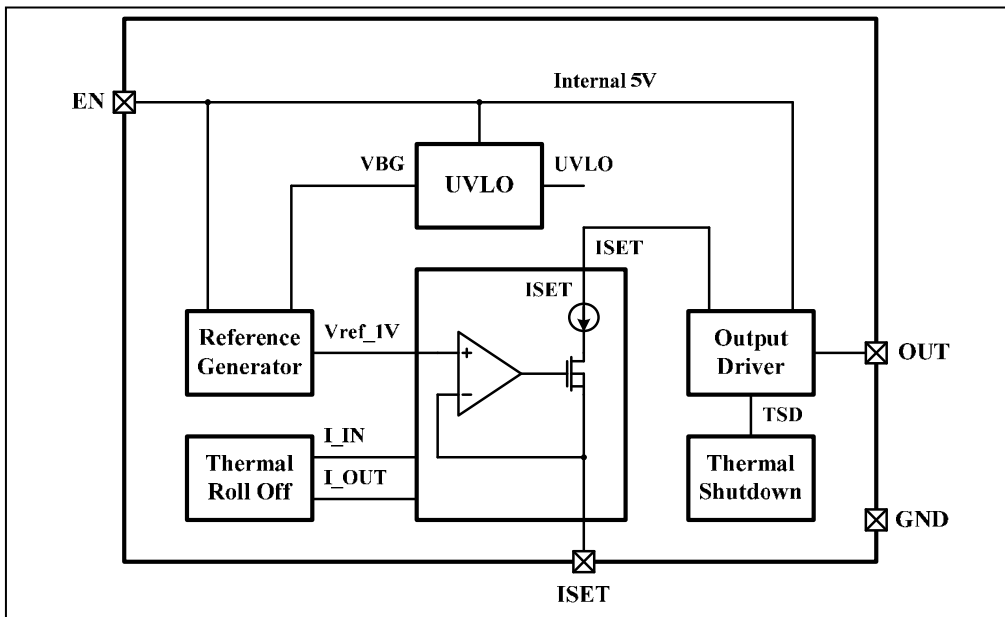 Internal 5V
EN
VBG
UVLO
UVLO
ISET
ISET
Reference
Generator
Vref_1V
+
-
Output
Driver
OUT
TSD
I_IN
I_OUT
Thermal
Roll Off
Thermal
Shutdown
GND
ISET